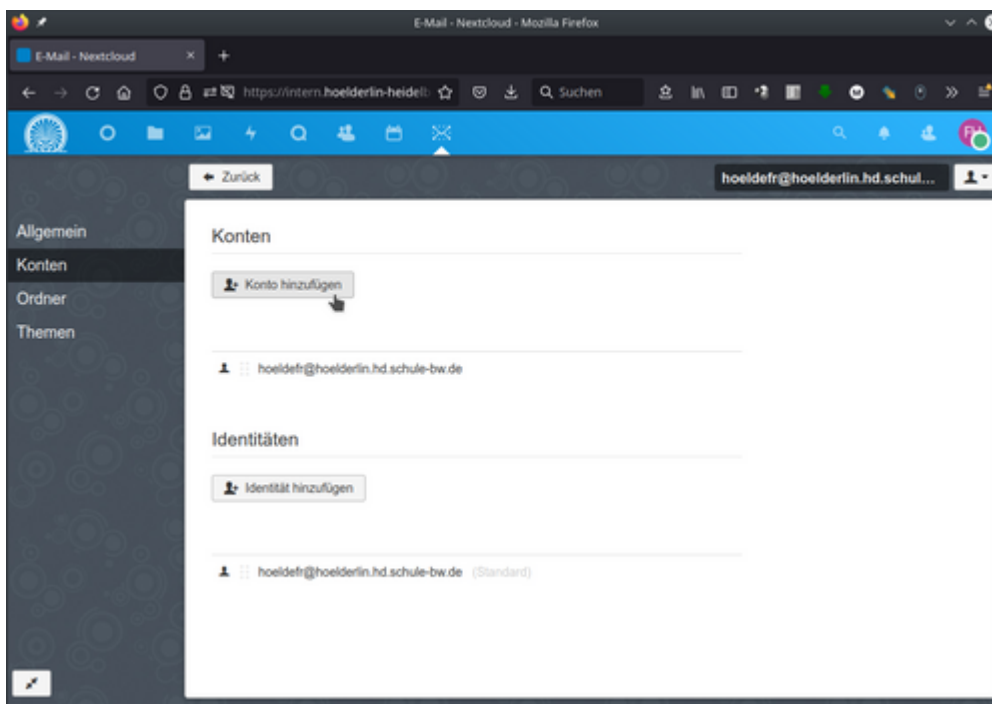 E-Mail - Nextcloud - Mozilla Firefox
E-Mail - Nextcloud
https://intern.hoelderlin-heidelb
Suchen
Zurück
hoeldefr@hoelderlin.hd.schul...
Allgemein
Konten
Ordner
Themen
Konten
Konto hinzufügen
hoeldefr@hoelderlin.hd.schule-bw.de
Identitäten
Identität hinzufügen
hoeldefr@hoelderlin.hd.schule-bw.de (Standard)